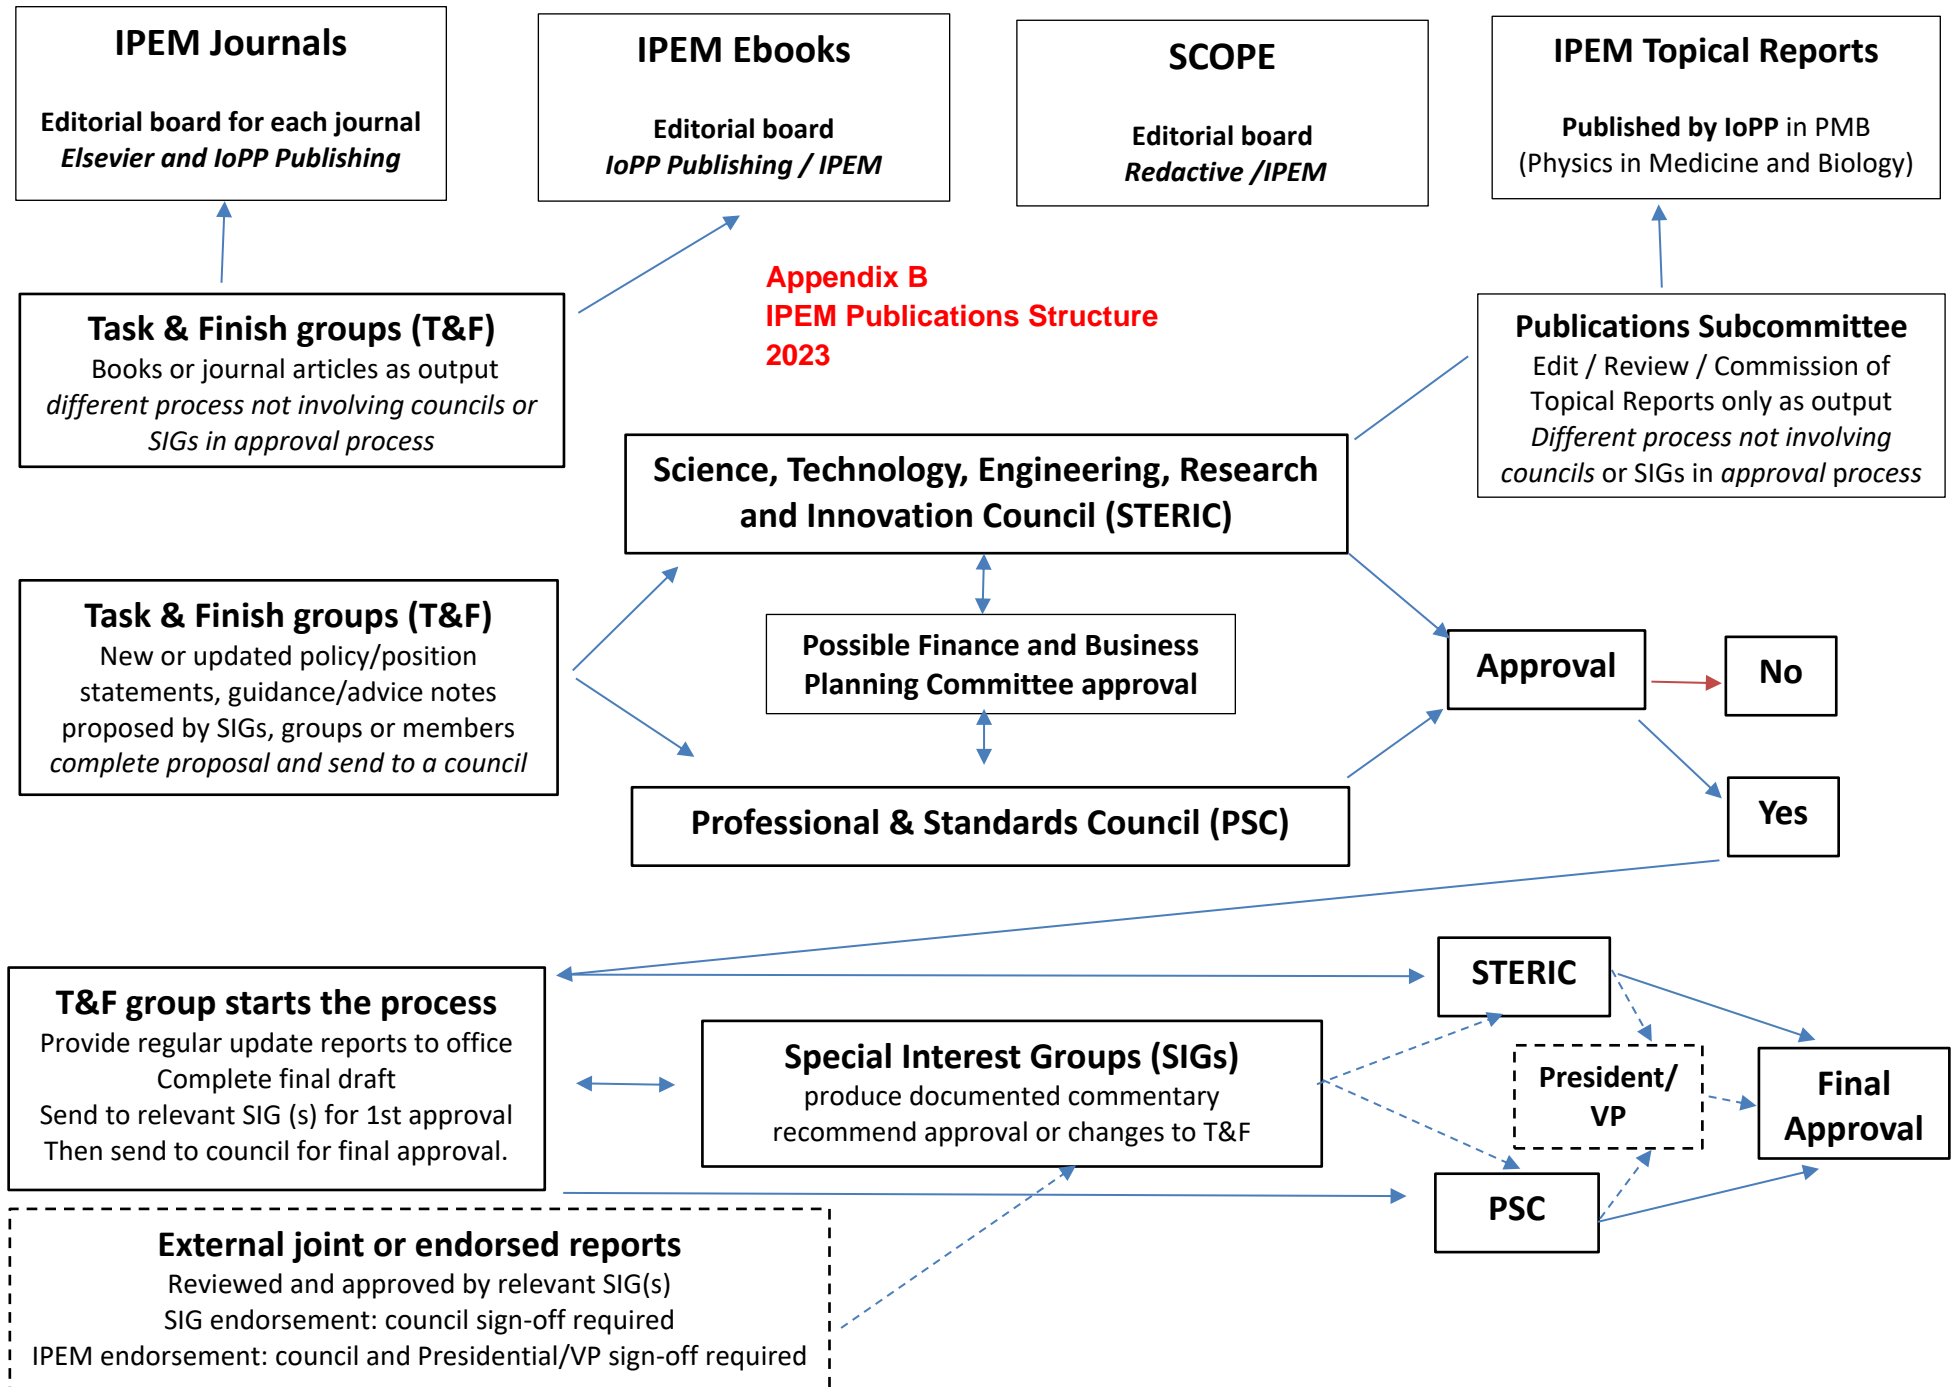 IPEM Journals
Editorial board for each journal
Elsevier and IoPP Publishing
IPEM Ebooks
Editorial board
IoPP Publishing / IPEM
SCOPE
Editorial board
Redactive /IPEM
IPEM Topical Reports
Published by IoPP in PMB
(Physics in Medicine and Biology)
Appendix B
IPEM Publications Structure
2023
Task & Finish groups (T&F)
Books or journal articles as output
different process not involving councils or
SIGs in approval process
Publications Subcommittee
Edit / Review / Commission of
Topical Reports only as output
Different process not involving
councils or SIGs in approval process
Science, Technology, Engineering, Research
and Innovation Council (STERIC)
Task & Finish groups (T&F)
New or updated policy/position
statements, guidance/advice notes
proposed by SIGs, groups or members
complete proposal and send to a council
Possible Finance and Business
Planning Committee approval
Approval
No
Professional & Standards Council (PSC)
Yes
T&F group starts the process
Provide regular update reports to office
Complete final draft
Send to relevant SIG (s) for 1st approval
Then send to council for final approval.
Special Interest Groups (SIGs)
produce documented commentary
recommend approval or changes to T&F
STERIC
President/
VP
Final
Approval
PSC
External joint or endorsed reports
Reviewed and approved by relevant SIG(s)
SIG endorsement: council sign-off required
IPEM endorsement: council and Presidential/VP sign-off required